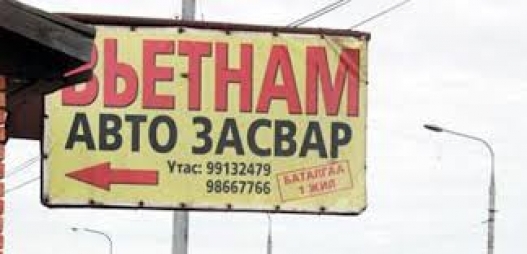 ВЬЕТНАМ
АВТО ЗАСВАР
Утас: 99132479
98667766
БАТАЛГАА
1 ЖИЛ